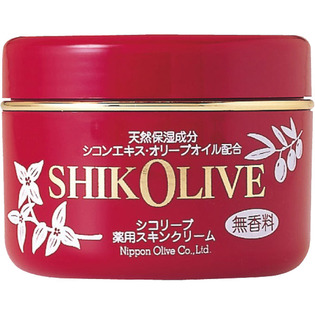 天然保湿成分
シコンエキス・オリーブオイル配合
SHIKOLIVE
シコリーブ
薬用スキンクリーム
無香料
Nippon Olive Co.,Ltd.